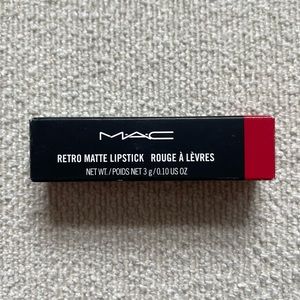 MAC
RETRO MATTE LIPSTICK ROUGE À LÈVRES
NET WT./POIDS NET 3 g/0.10 US OZ